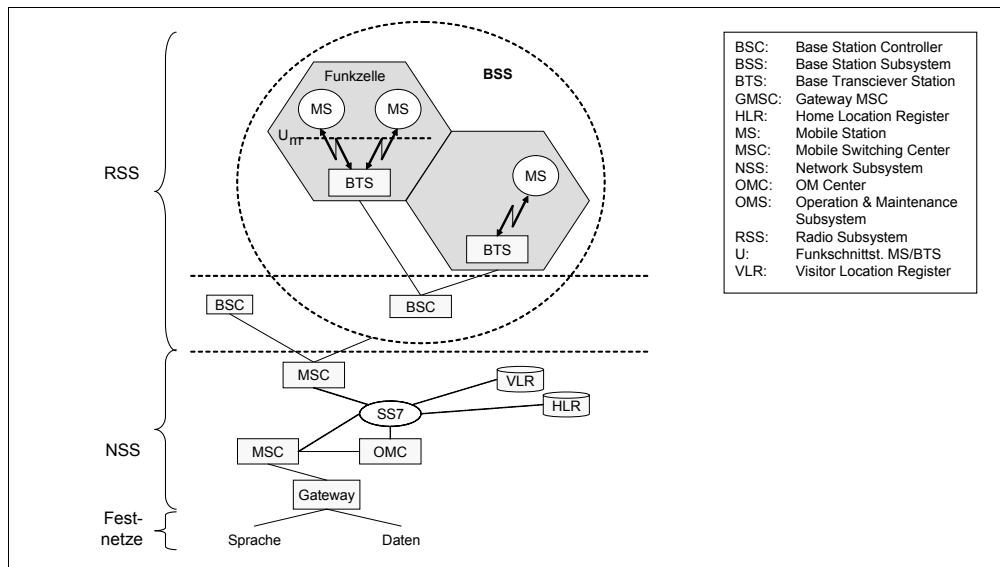 Funkzelle
BSS
MS
MS
U_m
BTS
MS
BTS
RSS
BSC
BSC
MSC
VLR
HLR
SS7
NSS
MSC
OMC
Gateway
Fest-
netze
Sprache
Daten
BSC: Base Station Controller
BSS: Base Station Subsystem
BTS: Base Transciever Station
GMSC: Gateway MSC
HLR: Home Location Register
MS: Mobile Station
MSC: Mobile Switching Center
NSS: Network Subsystem
OMC: OM Center
OMS: Operation & Maintenance
Subsystem
RSS: Radio Subsystem
U: Funkschnittst. MS/BTS
VLR: Visitor Location Register